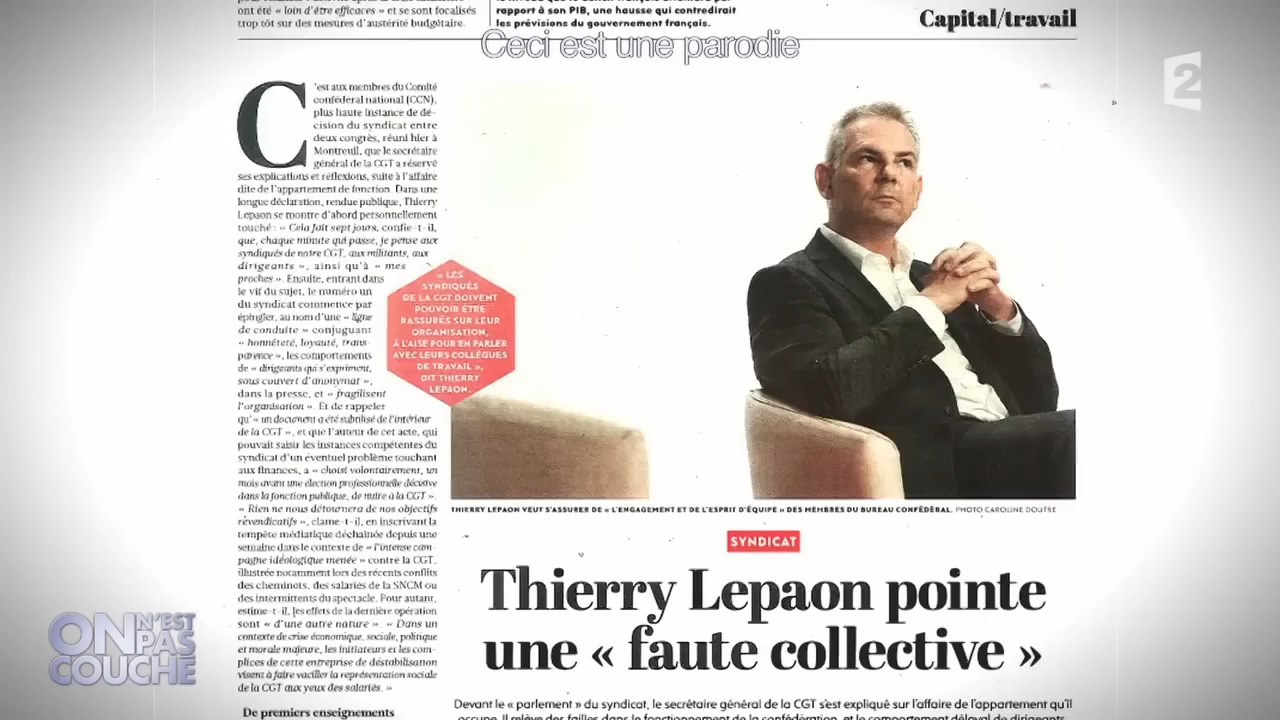 ont été « loin d'être efficaces » et se sont focalisés
trop tôt sur des mesures d'austérité budgétaire.
rapport à son PIB, une hausse qui contredirait
les prévisions du gouvernement français.
Capital/travail
Ceci est une parodie
2
C'est aux membres du Comité
confédéral national (CCN),
plus haute instance de dé-
cision du syndicat entre
deux congrès, réuni hier à
Montreuil, que le secrétaire
général de la CGT a réservé
ses explications et réflexions, suite à l'affaire
dite de l'appartement de fonction. Dans une
longue déclaration, rendue publique, Thierry
Lepaon se montre d'abord personnellement
touché : « Cela fait sept jours, confie-t-il,
que, chaque minute qui passe, je pense aux
syndiqués de notre CGT, aux militants, aux
dirigeants », ainsi qu'à « mes
proches ». Ensuite, entrant dans
le vif du sujet, le numéro un
du syndicat commence par
épingler, au nom d'une « ligne
de conduite » conjuguant
« honnêteté, loyauté, trans-
parence », les comportements
de « dirigeants qui s'expriment,
sous couvert d'anonymat »,
dans la presse, et « fragilisent
l'organisation ». Et de rappeler
qu'« un document a été subtilisé de l'intérieur
de la CGT », et que l'auteur de cet acte, qui
pouvait saisir les instances compétentes du
syndicat d'un éventuel problème touchant
aux finances, a « choisi volontairement, un
mois avant une élection professionnelle décisive
dans la fonction publique, de nuire à la CGT ».
« Rien ne nous détournera de nos objectifs
revendicatifs », clame-t-il, en inscrivant la
tempête médiatique déchaînée depuis une
semaine dans le contexte de « l'intense cam-
pagne idéologique menée » contre la CGT,
illustrée notamment lors des récents conflits
des cheminots, des salariés de la SNCM ou
des intermittents du spectacle. Pour autant,
estime-t-il, les effets de la dernière opération
sont « d'une autre nature ». « Dans un
contexte de crise économique, sociale, politique
et morale majeure, les initiateurs et les com-
plices de cette entreprise de déstabilisation
visent à faire vaciller la représentation sociale
de la CGT aux yeux des salariés. »
De premiers enseignements
« LES
SYNDIQUÉS
DE LA CGT DOIVENT
POUVOIR ÊTRE
RASSURÉS SUR LEUR
ORGANISATION,
À L'AISE POUR EN PARLER
AVEC LEURS COLLÈGUES
DE TRAVAIL »,
DIT THIERRY
LEPAON.
THIERRY LEPAON VEUT S'ASSURER DE « L'ENGAGEMENT ET DE L'ESPRIT D'ÉQUIPE » DES MEMBRES DU BUREAU CONFÉDÉRAL. PHOTO CAROLINE DOUTRE
SYNDICAT
Thierry Lepaon pointe
une « faute collective »
Devant le « parlement » du syndicat, le secrétaire général de la CGT s'est expliqué sur l'affaire de l'appartement qu'il
occupe. Il relève des failles dans le fonctionnement de la confédération, et le comportement déloyal de dirigeants.
ON N'EST
PAS
COUCHÉ